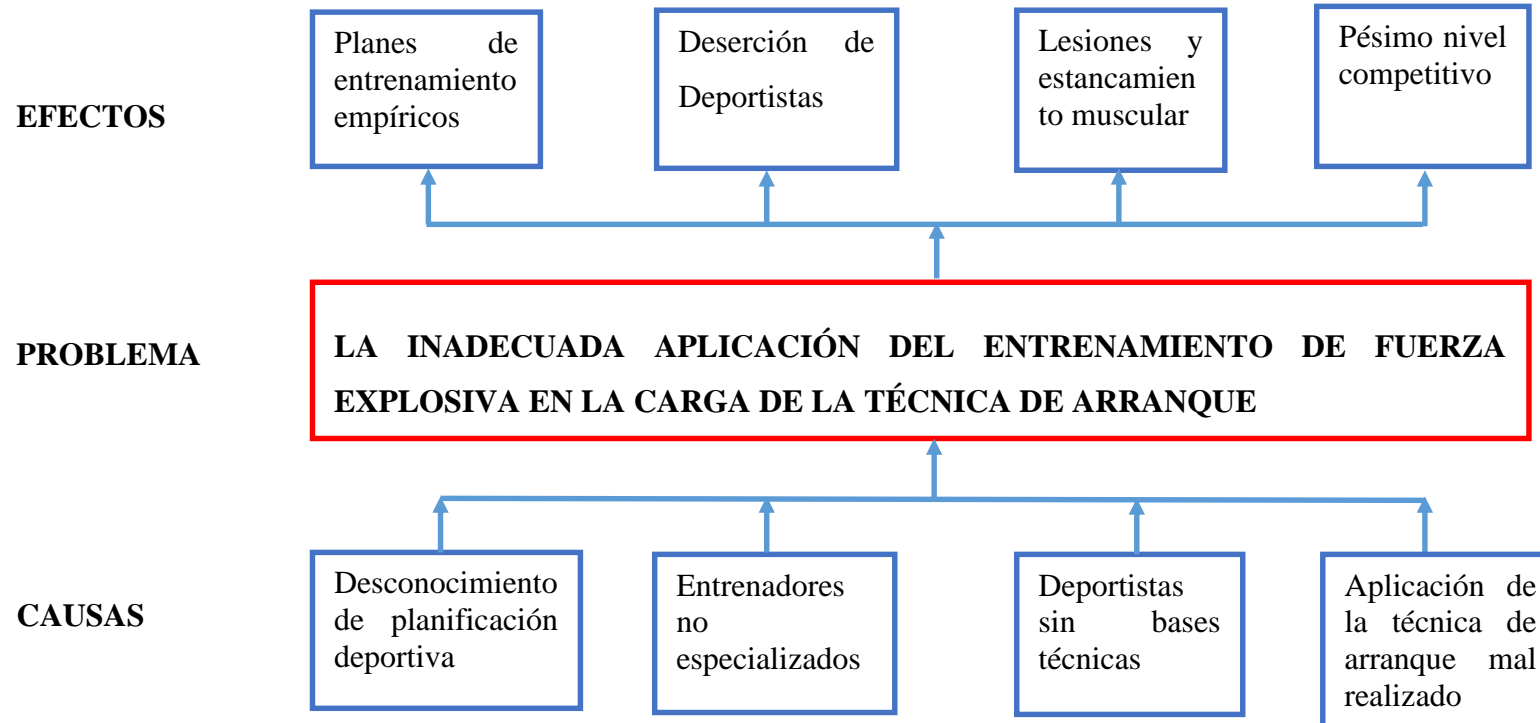 EFECTOS
Planes de
entrenamiento
empíricos
Deserción de
Deportistas
Lesiones y
estancamien
to muscular
Pésimo nivel
competitivo
PROBLEMA
LA INADECUADA APLICACIÓN DEL ENTRENAMIENTO DE FUERZA
EXPLOSIVA EN LA CARGA DE LA TÉCNICA DE ARRANQUE
CAUSAS
Desconocimiento
de planificación
deportiva
Entrenadores
no
especializados
Deportistas
sin bases
técnicas
Aplicación de
la técnica de
arranque mal
realizado